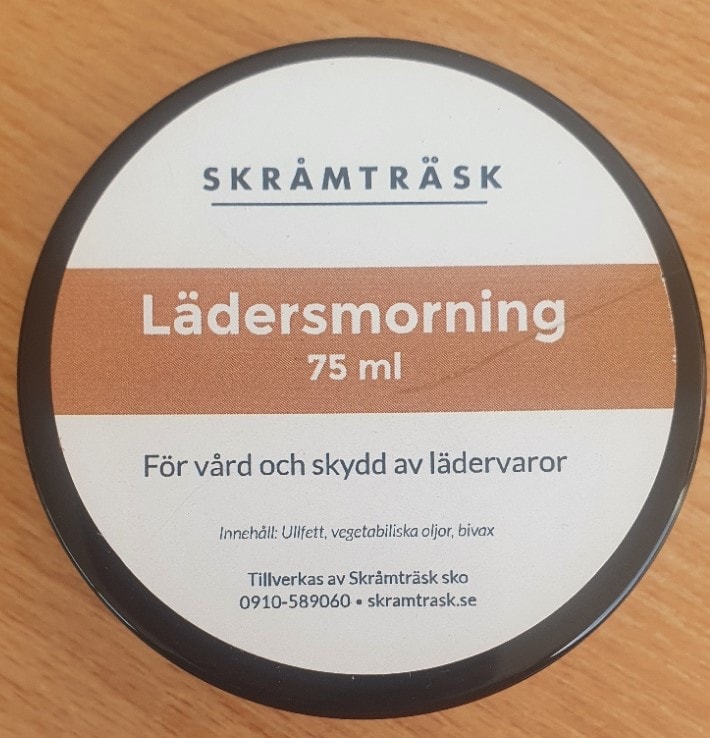 SKRÅMTRÄSK
Lädersmorning
75 ml
För vård och skydd av lädervaror
Innehåll: Ullfett, vegetabiliska oljor, bivax
Tillverkas av Skråmträsk sko
0910-589060 • skramtrask.se